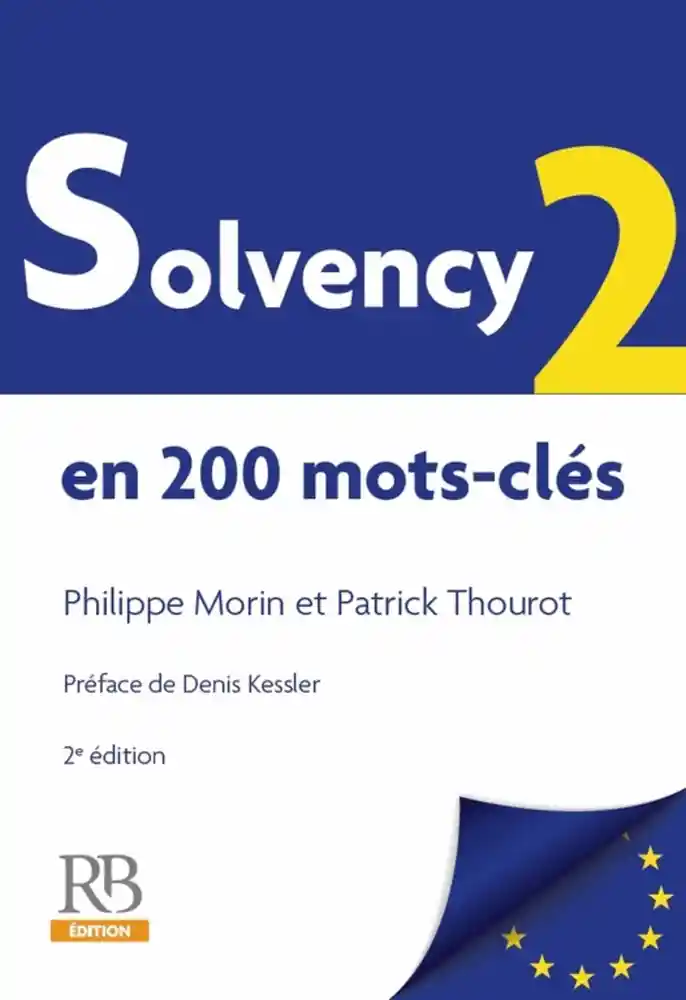 Solvency 2
en 200 mots-clés
Philippe Morin et Patrick Thourot
Préface de Denis Kessler
2e édition
RB
ÉDITION